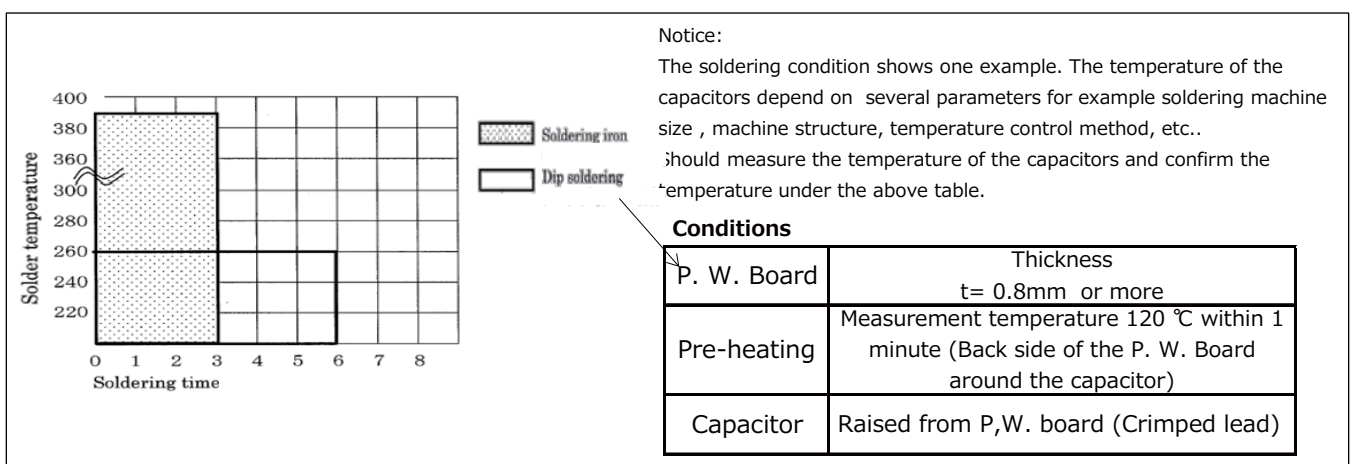 Notice:
The soldering condition shows one example. The temperature of the
capacitors depend on several parameters for example soldering machine
size , machine structure, temperature control method, etc..
Should measure the temperature of the capacitors and confirm the
temperature under the above table.
400
380
360
300
280
260
240
220
Solder temperature
0 1 2 3 4 5 6 7 8
Soldering time
Soldering iron
Dip soldering
Conditions
P. W. Board
Thickness
t= 0.8mm or more
Pre-heating
Measurement temperature 120 ℃ within 1
minute (Back side of the P. W. Board
around the capacitor)
Capacitor
Raised from P,W. board (Crimped lead)